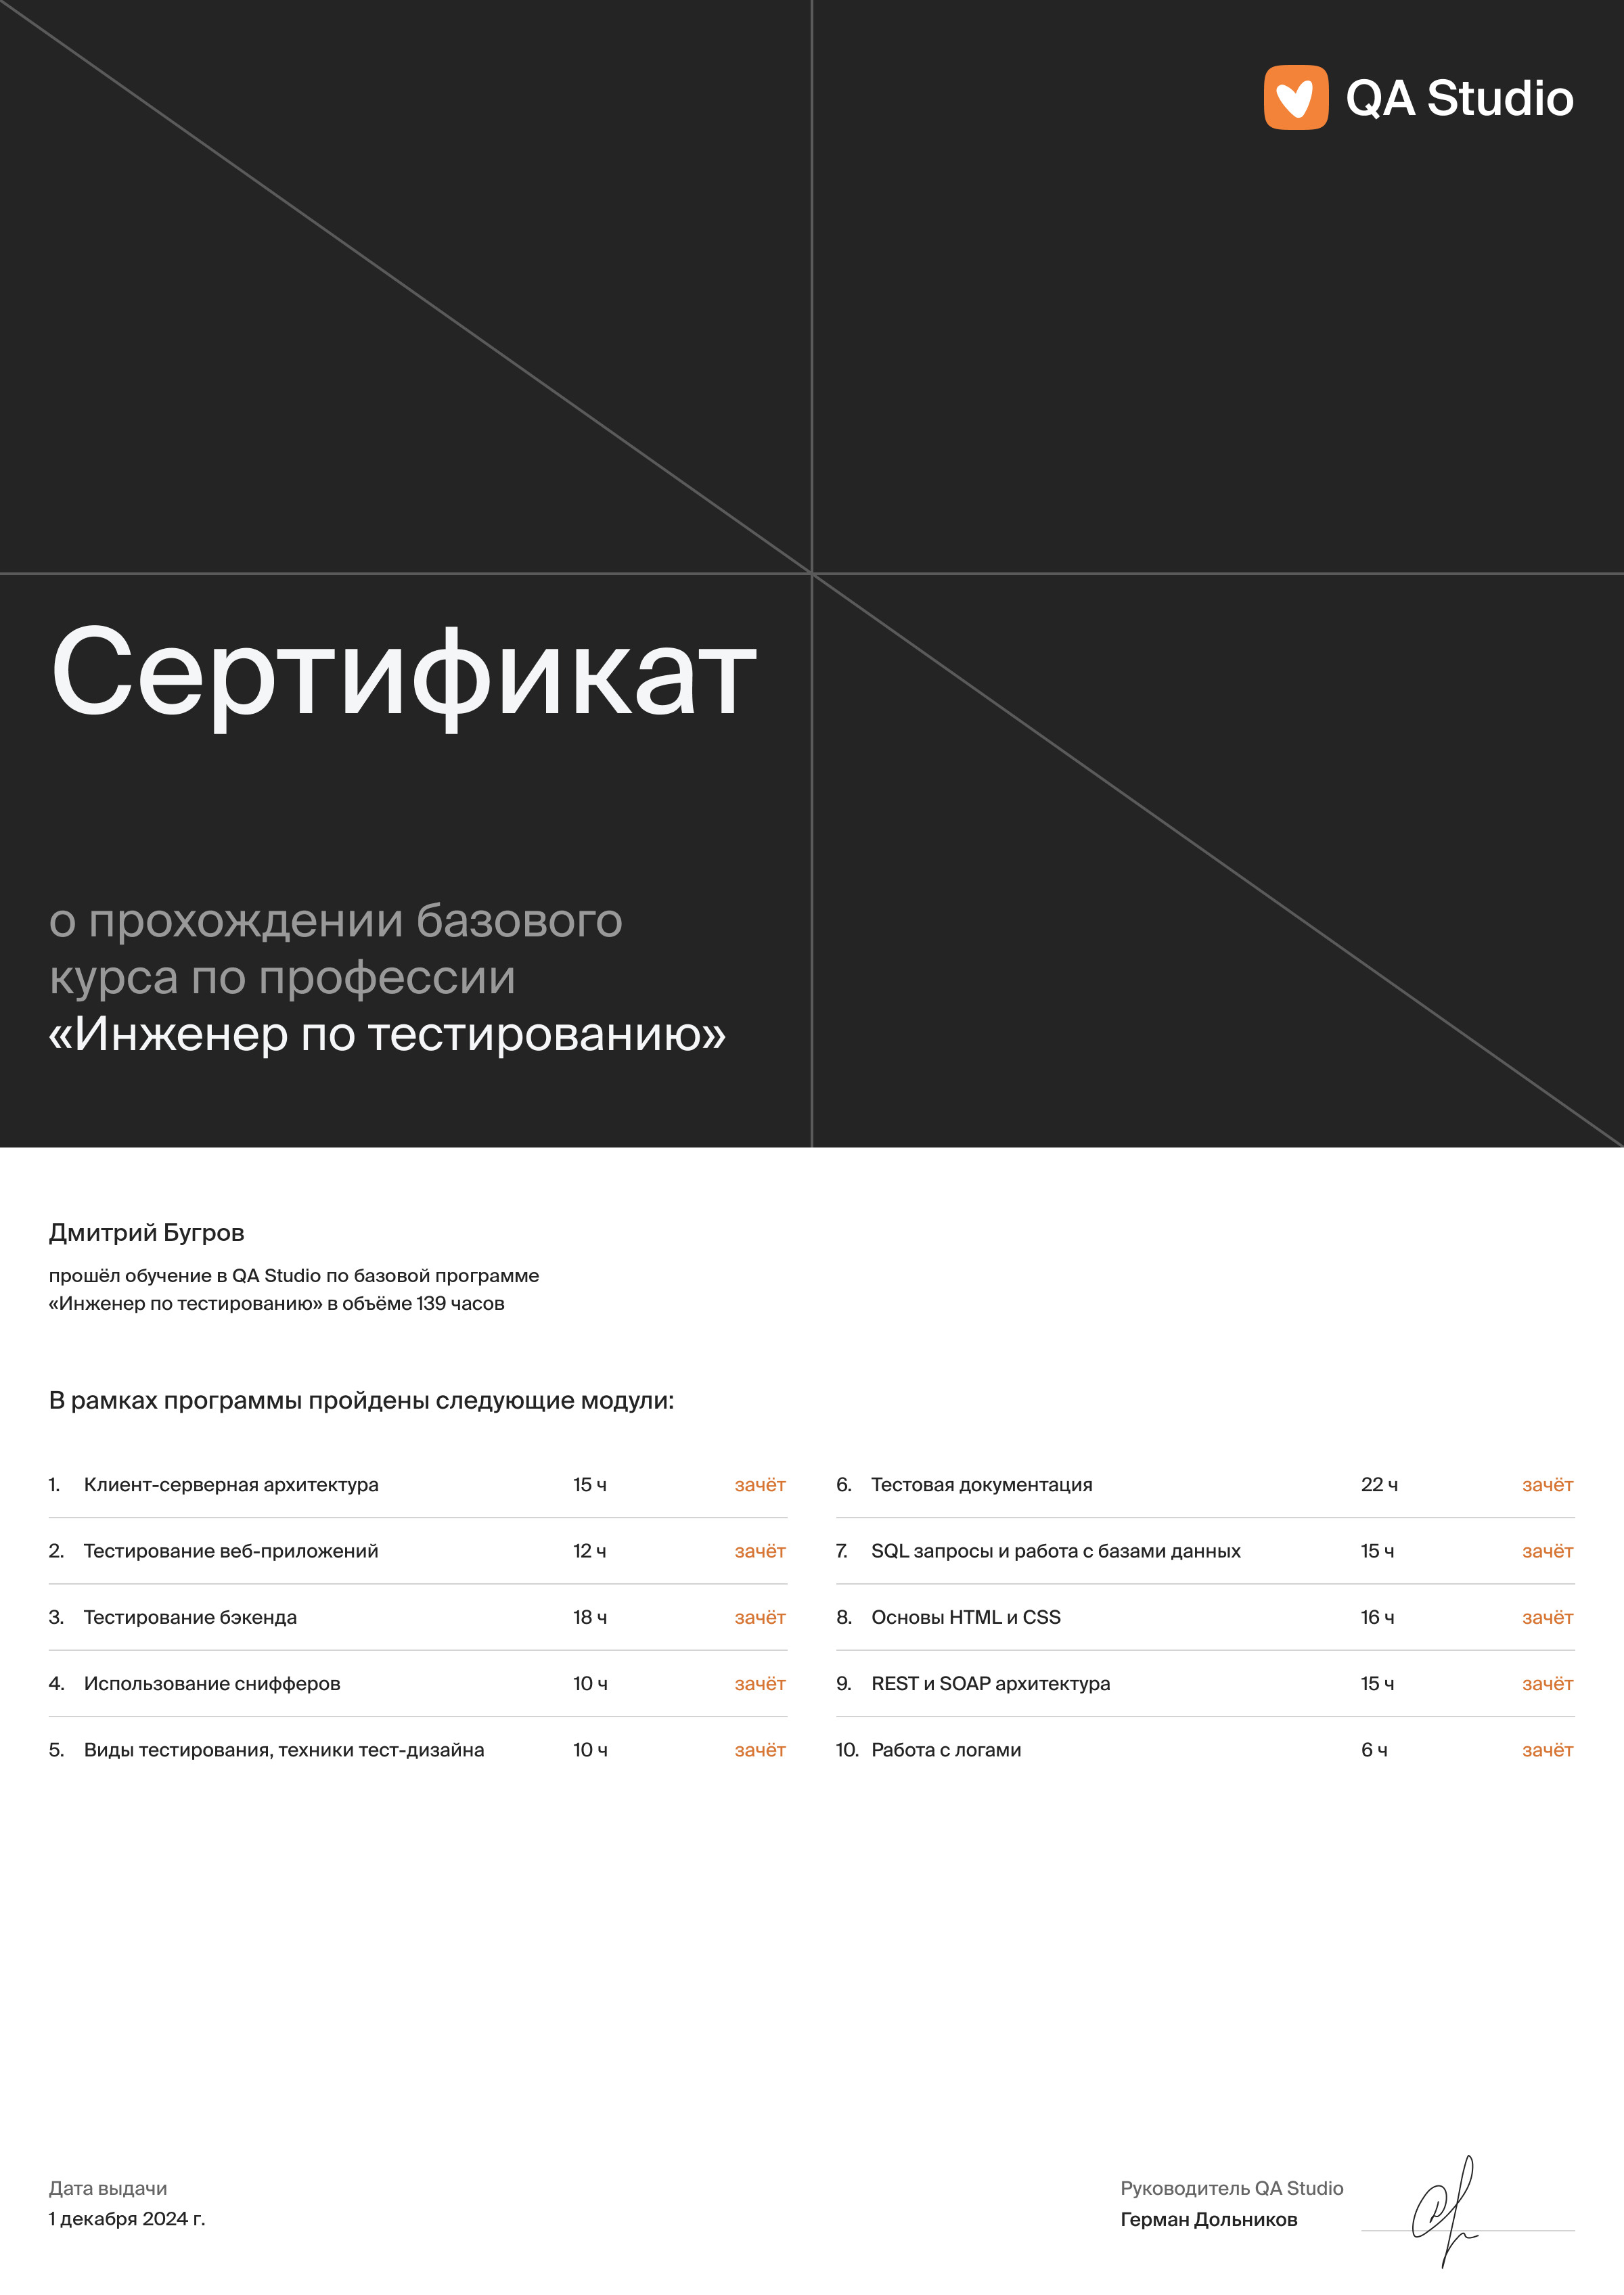 QA Studio
Сертификат
о прохождении базового
курса по профессии
«Инженер по тестированию»
Дмитрий Бугров
прошёл обучение в QA Studio по базовой программе
«Инженер по тестированию» в объёме 139 часов
В рамках программы пройдены следующие модули:
1. Клиент-серверная архитектура 15 ч зачёт
2. Тестирование веб-приложений 12 ч зачёт
3. Тестирование бэкенда 18 ч зачёт
4. Использование снифферов 10 ч зачёт
5. Виды тестирования, техники тест-дизайна 10 ч зачёт
6. Тестовая документация 22 ч зачёт
7. SQL запросы и работа с базами данных 15 ч зачёт
8. Основы HTML и CSS 16 ч зачёт
9. REST и SOAP архитектура 15 ч зачёт
10. Работа с логами 6 ч зачёт
Дата выдачи
1 декабря 2024 г.
Руководитель QA Studio
Герман Дольников